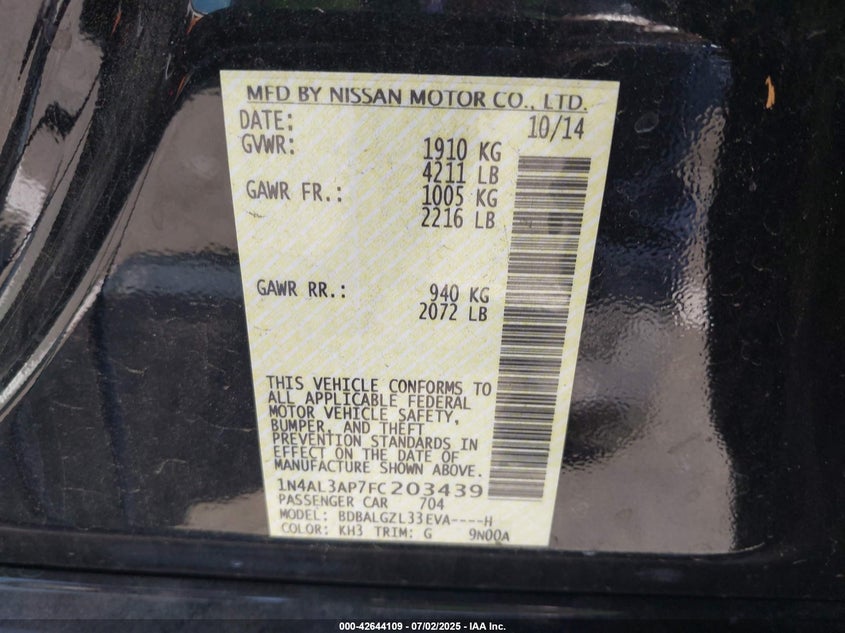 MFD BY NISSAN MOTOR CO., LTD.
DATE: 10/14
GVWR: 1910 KG
4211 LB
GAWR FR.: 1005 KG
2216 LB
GAWR RR.: 940 KG
2072 LB
THIS VEHICLE CONFORMS TO
ALL APPLICABLE FEDERAL
MOTOR VEHICLE SAFETY,
BUMPER, AND THEFT
PREVENTION STANDARDS IN
EFFECT ON THE DATE OF
MANUFACTURE SHOWN ABOVE.
1N4AL3AP7FC203439
PASSENGER CAR 704
MODEL: BDBALGZL33EVA----H
COLOR: KH3 TRIM: G 9N00A
000-42644109 - 07/02/2025 - IAA Inc.